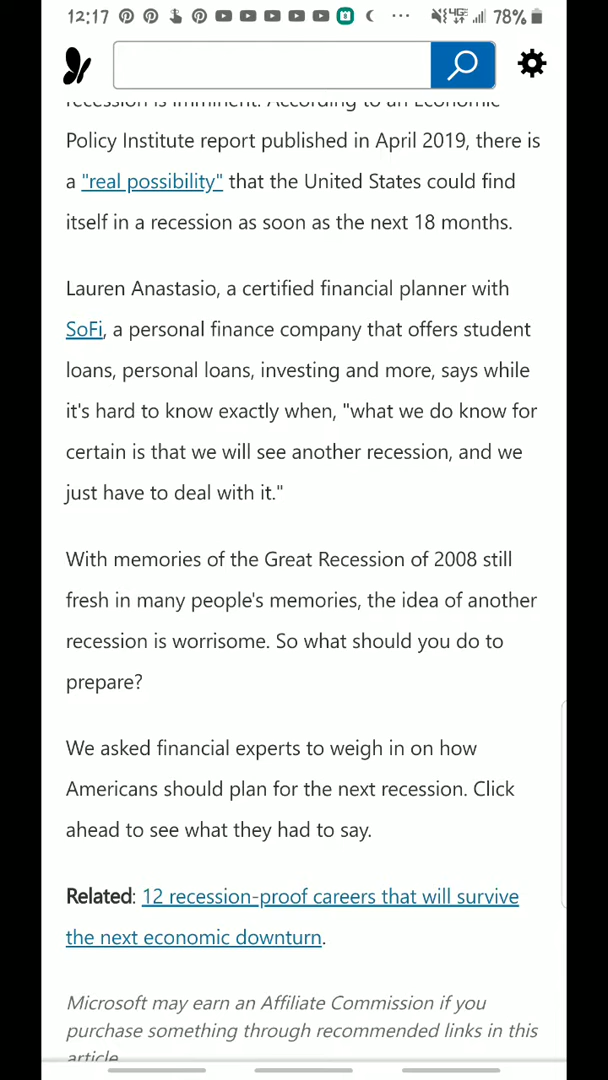 12:17 78%
recession is imminent. According to an Economic
Policy Institute report published in April 2019, there is
a "real possibility" that the United States could find
itself in a recession as soon as the next 18 months.
Lauren Anastasio, a certified financial planner with
SoFi, a personal finance company that offers student
loans, personal loans, investing and more, says while
it's hard to know exactly when, "what we do know for
certain is that we will see another recession, and we
just have to deal with it."
With memories of the Great Recession of 2008 still
fresh in many people's memories, the idea of another
recession is worrisome. So what should you do to
prepare?
We asked financial experts to weigh in on how
Americans should plan for the next recession. Click
ahead to see what they had to say.
Related: 12 recession-proof careers that will survive
the next economic downturn.
Microsoft may earn an Affiliate Commission if you
purchase something through recommended links in this
article